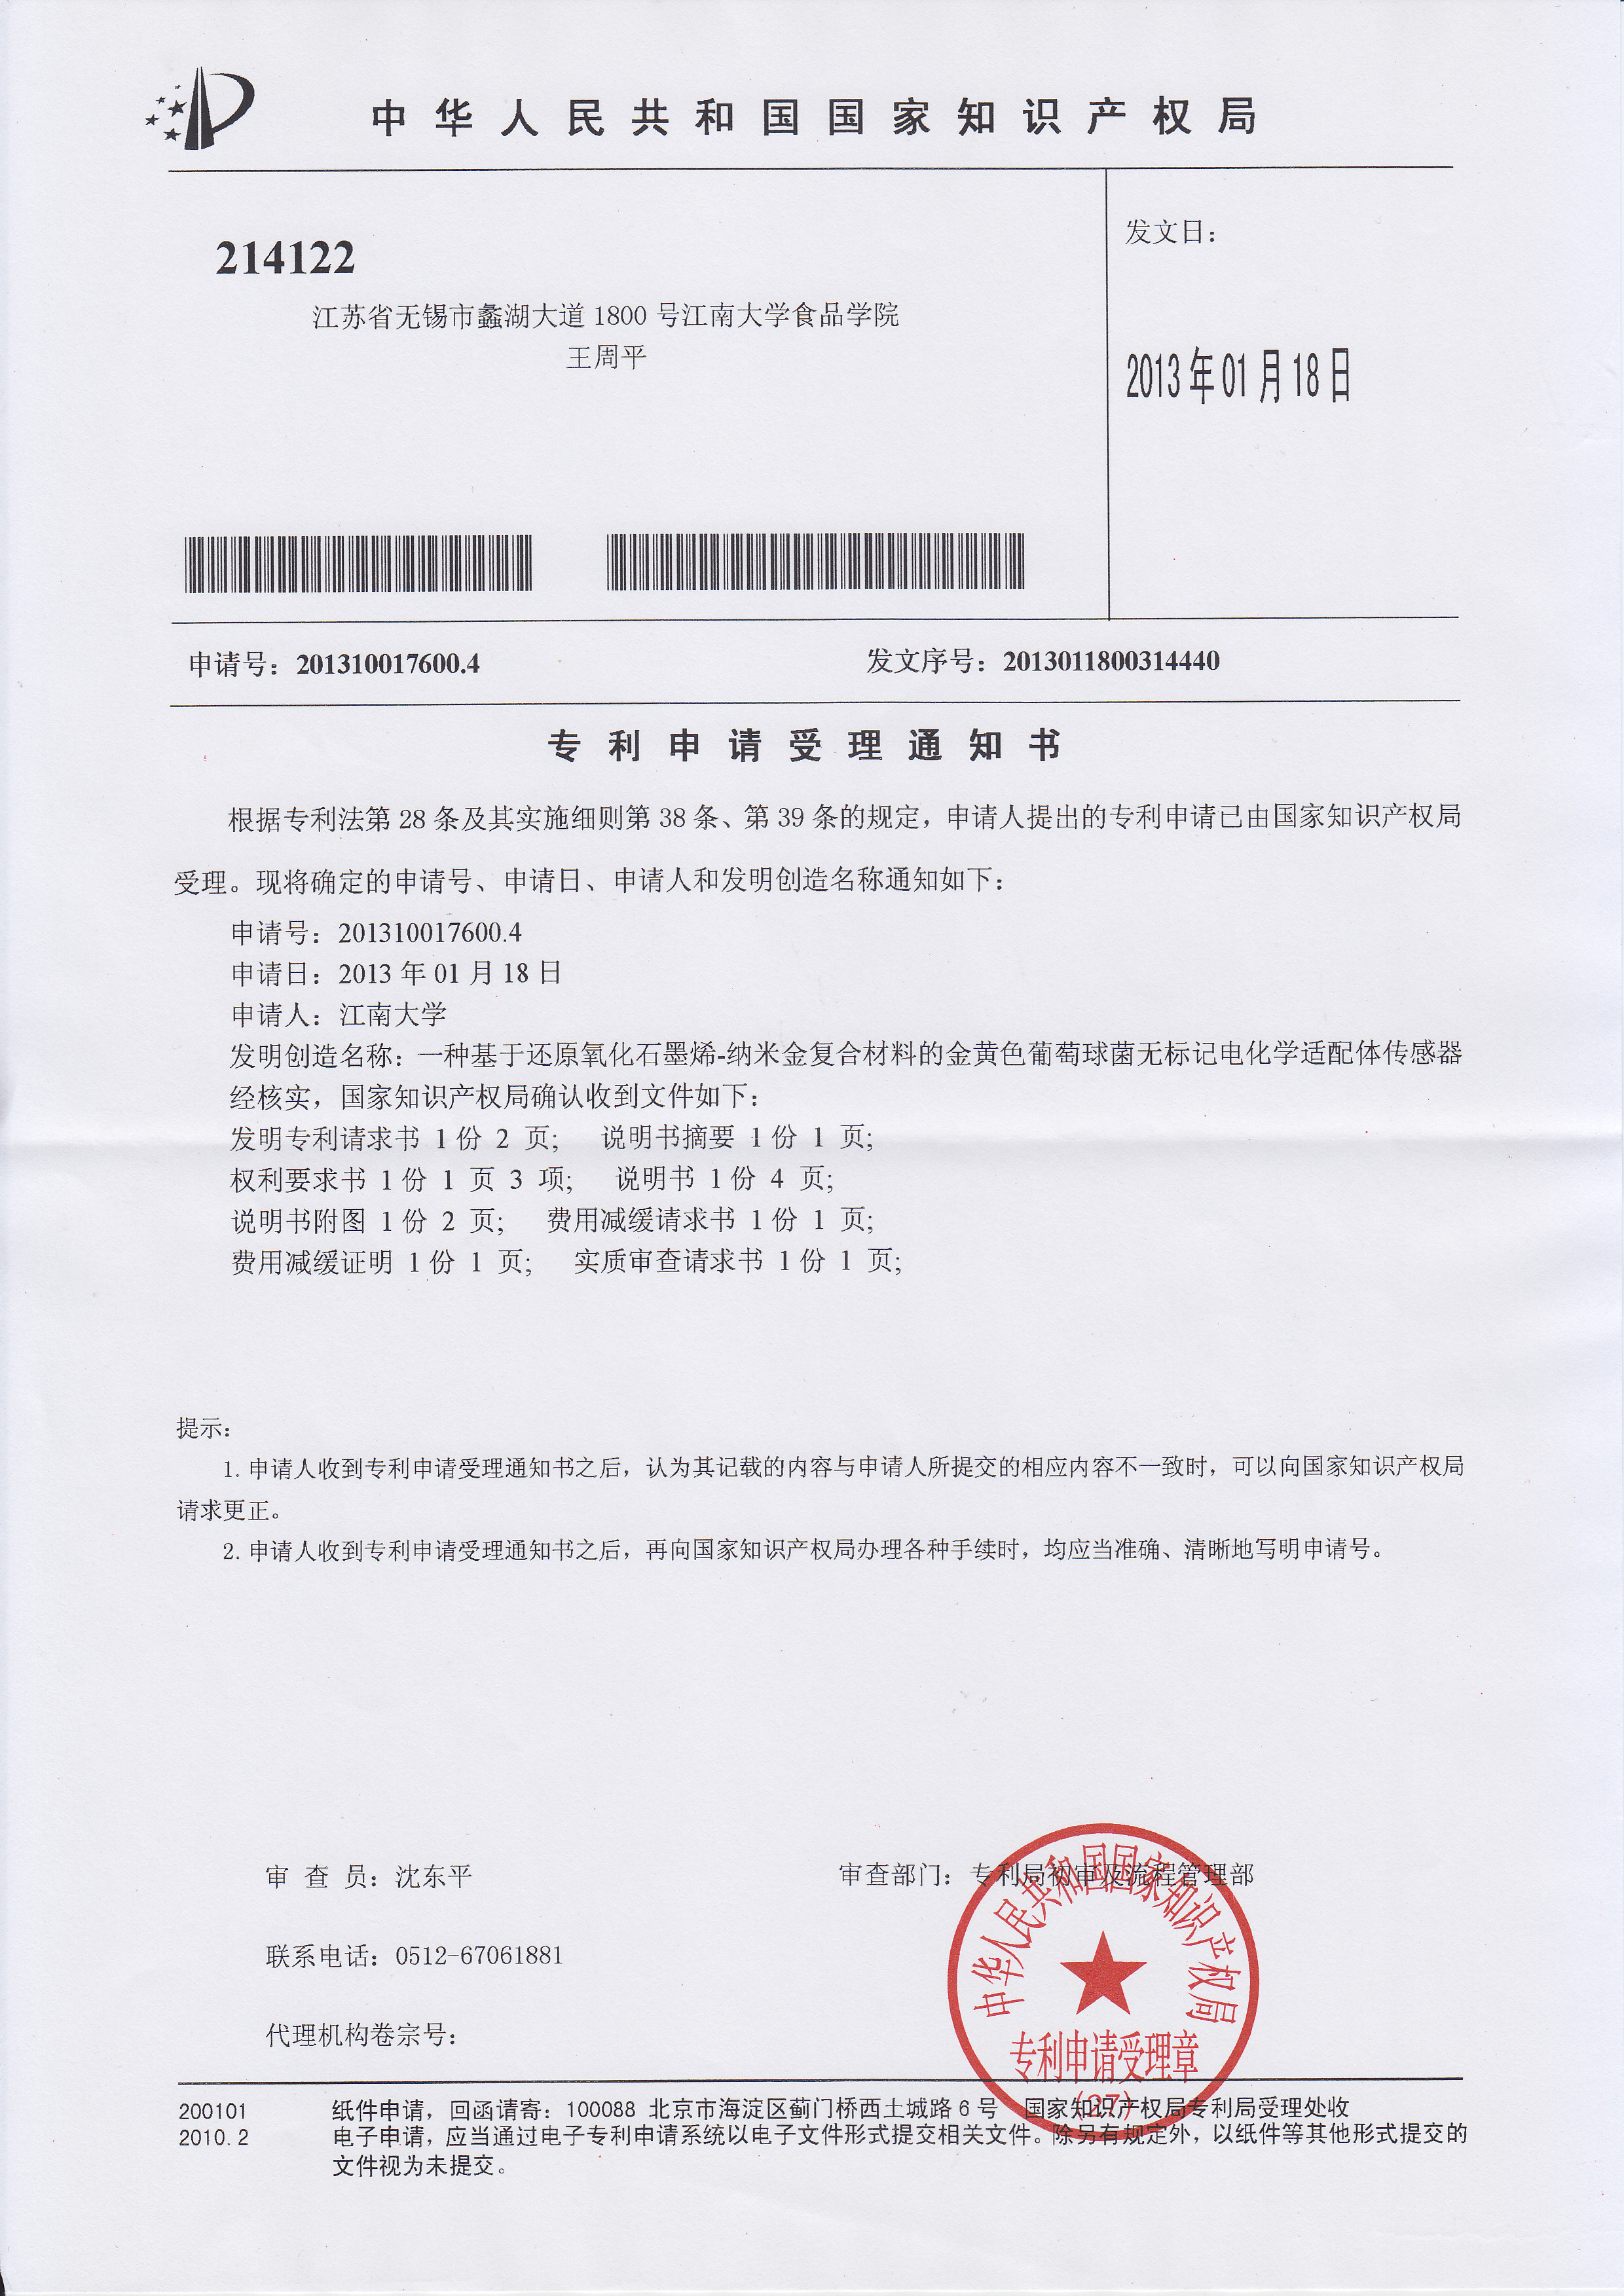 中华人民共和国国家知识产权局
214122
江苏省无锡市蠡湖大道 1800 号江南大学食品学院
王周平
发文日：
2013年01月18日
申请号：201310017600.4
发文序号：2013011800314440
专利申请受理通知书
根据专利法第 28 条及其实施细则第 38 条、第 39 条的规定，申请人提出的专利申请已由国家知识产权局
受理。现将确定的申请号、申请日、申请人和发明创造名称通知如下：
申请号：201310017600.4
申请日：2013 年 01 月 18 日
申请人：江南大学
发明创造名称：一种基于还原氧化石墨烯-纳米金复合材料的金黄色葡萄球菌无标记电化学适配体传感器
经核实，国家知识产权局确认收到文件如下：
发明专利请求书 1 份 2 页; 说明书摘要 1 份 1 页;
权利要求书 1 份 1 页 3 项; 说明书 1 份 4 页;
说明书附图 1 份 2 页; 费用减缓请求书 1 份 1 页;
费用减缓证明 1 份 1 页; 实质审查请求书 1 份 1 页;
提示：
1. 申请人收到专利申请受理通知书之后，认为其记载的内容与申请人所提交的相应内容不一致时，可以向国家知识产权局
请求更正。
2. 申请人收到专利申请受理通知书之后，再向国家知识产权局办理各种手续时，均应当准确、清晰地写明申请号。
审 查 员：沈东平
审查部门：专利局初审及流程管理部
联系电话：0512-67061881
代理机构卷宗号：
中华人民共和国国家知识产权局
专利申请受理章
(27)
200101
2010.2
纸件申请，回函请寄：100088 北京市海淀区蓟门桥西土城路 6 号 国家知识产权局专利局受理处收
电子申请，应当通过电子专利申请系统以电子文件形式提交相关文件。除另有规定外，以纸件等其他形式提交的
文件视为未提交。